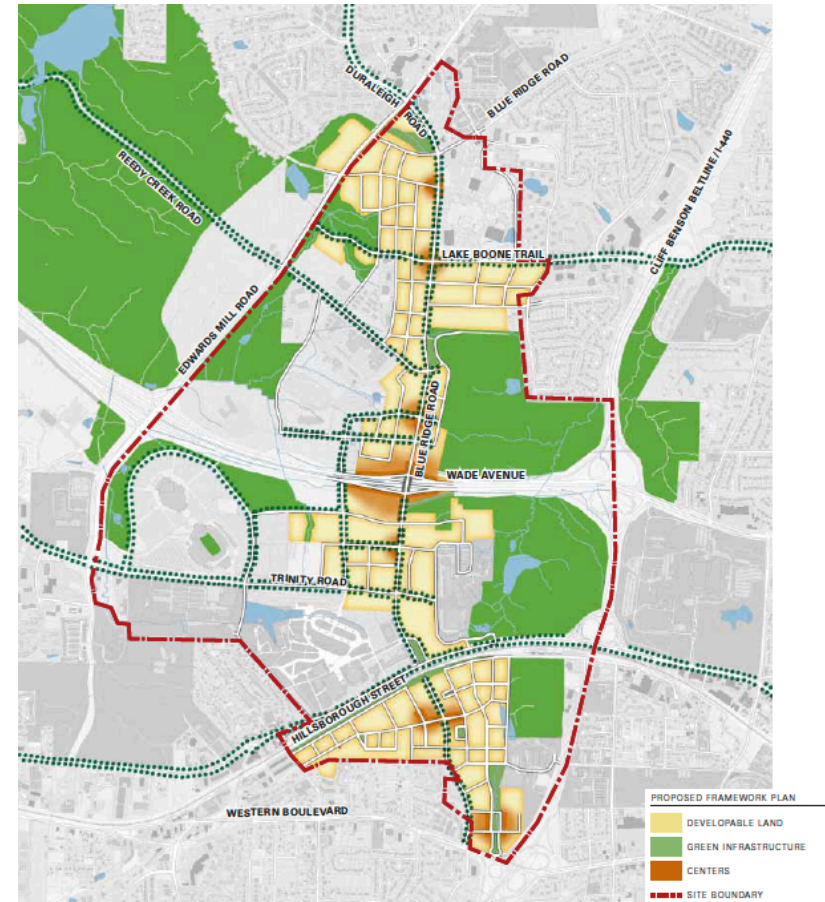 DURALEIGH ROAD
BLUE RIDGE ROAD
REEDY CREEK ROAD
CLIFF BENSON BELTLINE / I-440
LAKE BOONE TRAIL
EDWARDS MILL ROAD
BLUE RIDGE ROAD
WADE AVENUE
TRINITY ROAD
HILLSBOROUGH STREET
WESTERN BOULEVARD
PROPOSED FRAMEWORK PLAN
DEVELOPABLE LAND
GREEN INFRASTRUCTURE
CENTERS
SITE BOUNDARY